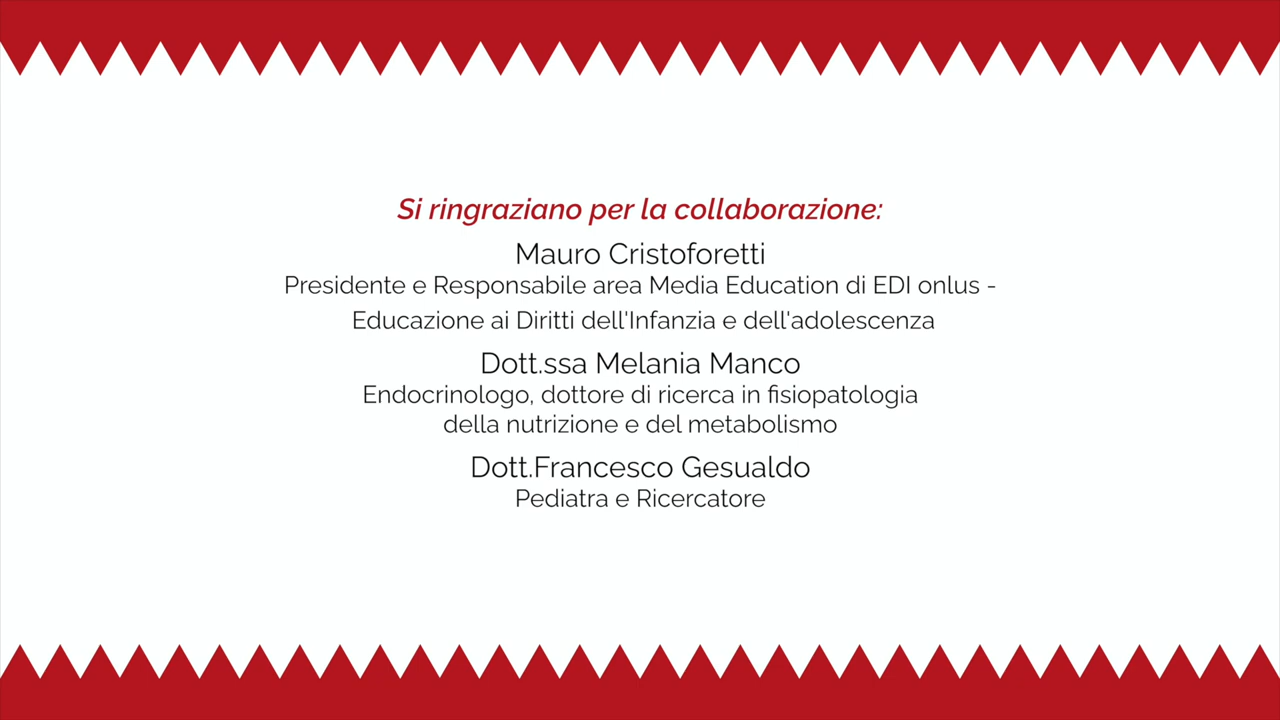 Si ringraziano per la collaborazione:
Mauro Cristoforetti
Presidente e Responsabile area Media Education di EDI onlus -
Educazione ai Diritti dell'Infanzia e dell'adolescenza
Dott.ssa Melania Manco
Endocrinologo, dottore di ricerca in fisiopatologia
della nutrizione e del metabolismo
Dott.Francesco Gesualdo
Pediatra e Ricercatore